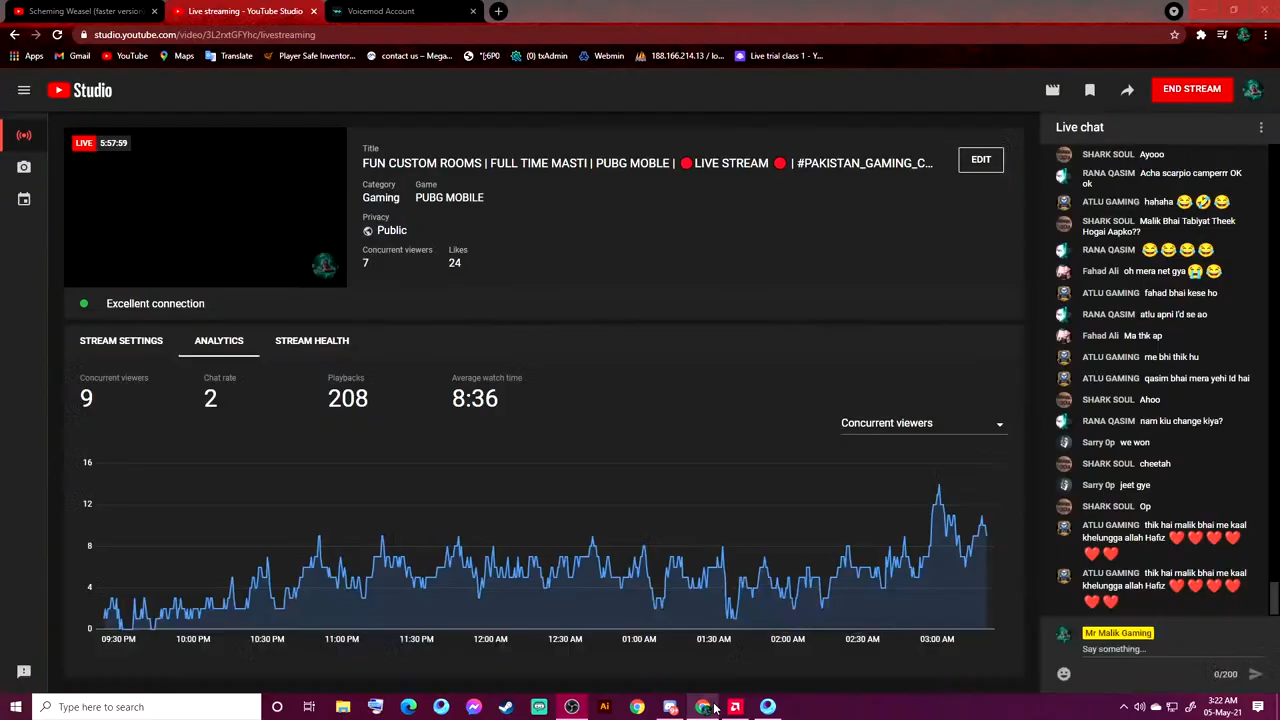 Scheming Weasel (faster version
Live streaming - YouTube Studio
Voicemod Account
studio.youtube.com/video/3L2rxtGFYhc/livestreaming
Apps
Gmail
YouTube
Maps
Translate
Player Safe Inventor...
contact us – Mega...
*[6P0
(0) txAdmin
Webmin
188.166.214.13 / lo...
Live trial class 1 - Y...
Studio
END STREAM
LIVE 5:57:59
Title
FUN CUSTOM ROOMS | FULL TIME MASTI | PUBG MOBLE | 🔴LIVE STREAM 🔴 | #PAKISTAN_GAMING_C...
EDIT
Category
Gaming
Game
PUBG MOBILE
Privacy
Public
Concurrent viewers
7
Likes
24
Excellent connection
STREAM SETTINGS
ANALYTICS
STREAM HEALTH
Concurrent viewers
9
Chat rate
2
Playbacks
208
Average watch time
8:36
Concurrent viewers
16
12
8
4
0
09:30 PM 10:00 PM 10:30 PM 11:00 PM 11:30 PM 12:00 AM 12:30 AM 01:00 AM 01:30 AM 02:00 AM 02:30 AM 03:00 AM
Live chat
SHARK SOUL Ayooo
RANA QASIM Acha scarpio camperrr OK
ok
ATLU GAMING hahaha 😂🤣😂
SHARK SOUL Malik Bhai Tabiyat Theek
Hogai Aapko??
RANA QASIM 😂😂😂😂
Fahad Ali oh mera net gya😭😂
ATLU GAMING fahad bhai kese ho
RANA QASIM atlu apni I'd se ao
Fahad Ali Ma thk ap
ATLU GAMING me bhi thik hu
ATLU GAMING qasim bhai mera yehi Id hai
SHARK SOUL Ahoo
RANA QASIM nam kiu change kiya?
Sarry 0p we won
SHARK SOUL cheetah
Sarry 0p jeet gye
SHARK SOUL Op
ATLU GAMING thik hai malik bhai me kaal
khelungga allah Hafiz ❤️❤️❤️❤️
❤️❤️
ATLU GAMING thik hai malik bhai me kaal
khelungga allah Hafiz ❤️❤️❤️❤️
❤️❤️
Mr Malik Gaming
Say something...
0/200
Type here to search
Ai
3:22 AM
05-May-21